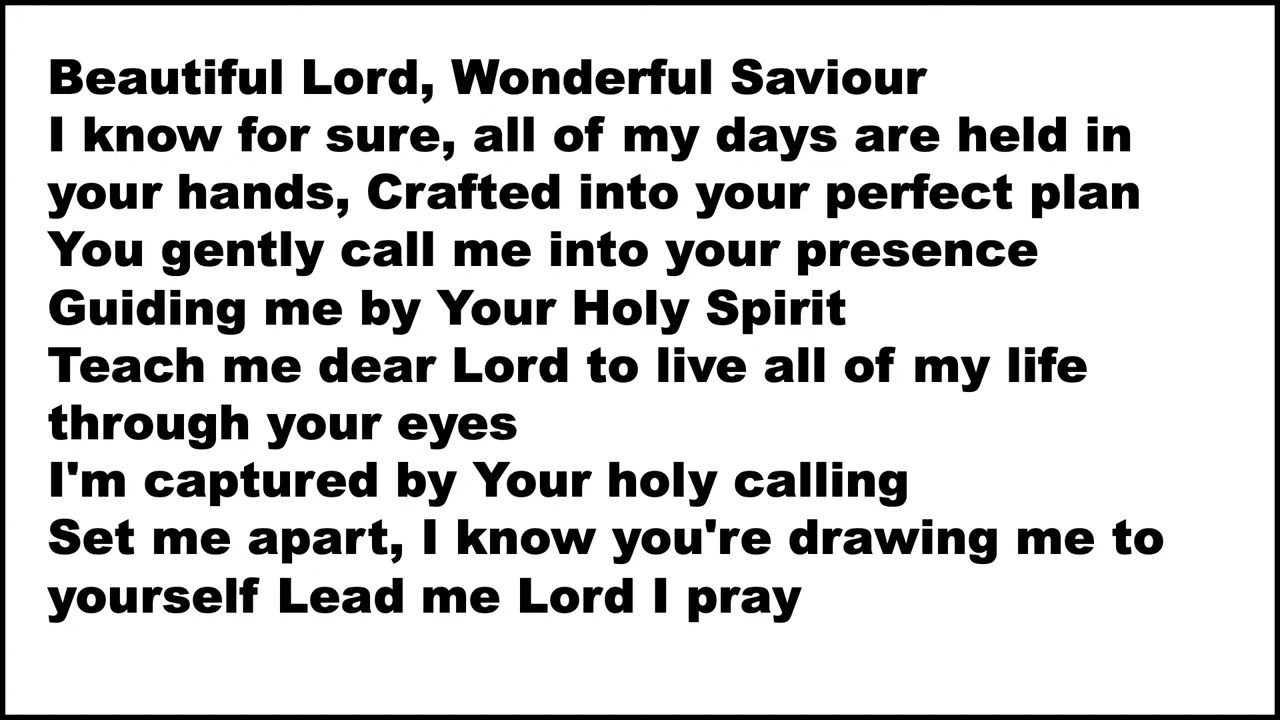 Beautiful Lord, Wonderful Saviour
I know for sure, all of my days are held in
your hands, Crafted into your perfect plan
You gently call me into your presence
Guiding me by Your Holy Spirit
Teach me dear Lord to live all of my life
through your eyes
I'm captured by Your holy calling
Set me apart, I know you're drawing me to
yourself Lead me Lord I pray